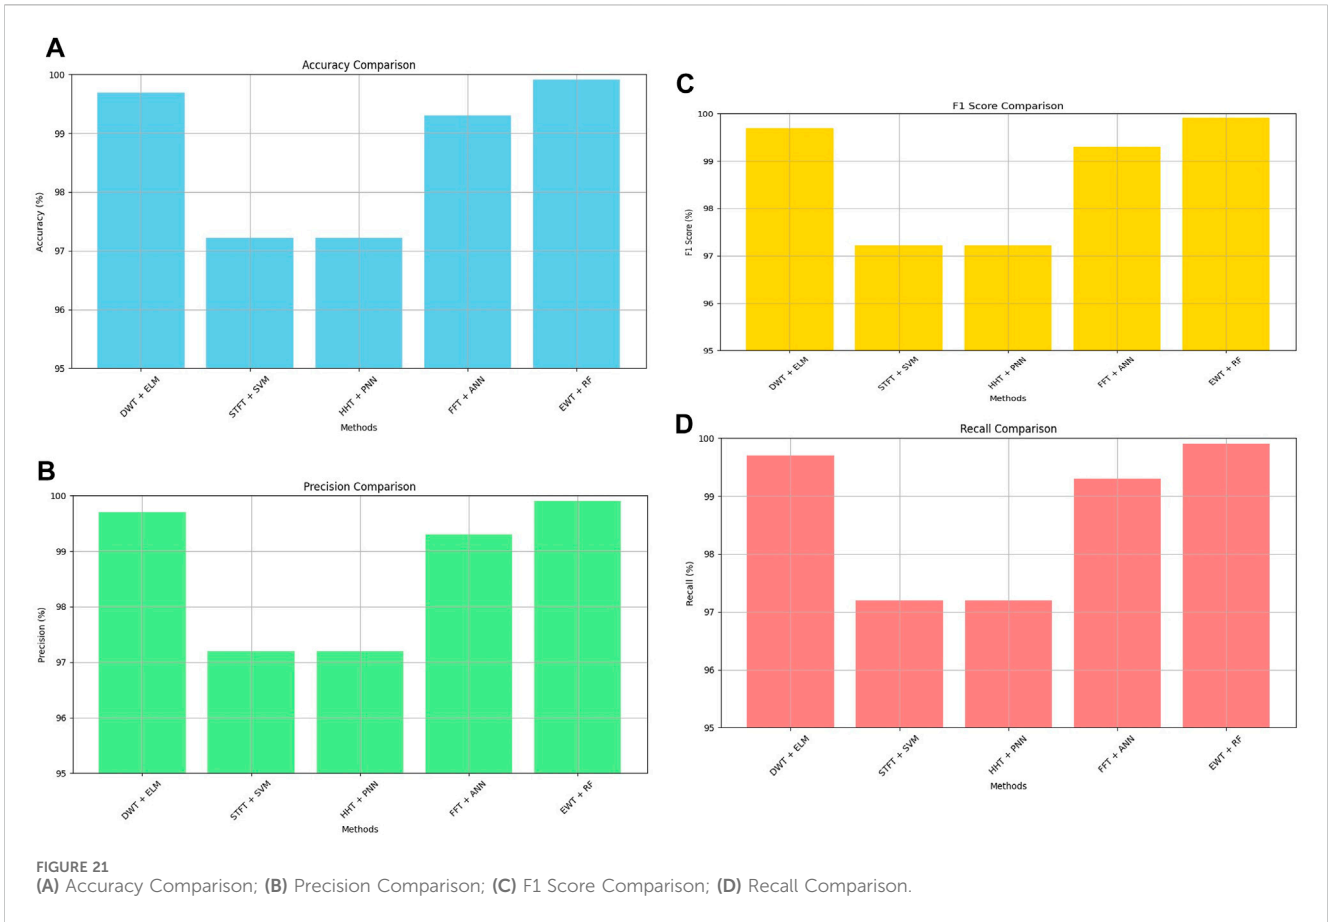 A
Accuracy Comparison
100
99
98
97
96
95
Accuracy (%)
DWT + ELM
STFT + SVM
HHT + PNN
FFT + ANN
EWT + RF
Methods
B
Precision Comparison
100
99
98
97
96
95
Precision (%)
DWT + ELM
STFT + SVM
HHT + PNN
FFT + ANN
EWT + RF
Methods
C
F1 Score Comparison
100
99
98
97
96
95
F1 Score (%)
DWT + ELM
STFT + SVM
HHT + PNN
FFT + ANN
EWT + RF
Methods
D
Recall Comparison
100
99
98
97
96
95
Recall (%)
DWT + ELM
STFT + SVM
HHT + PNN
FFT + ANN
EWT + RF
Methods
FIGURE 21
(A) Accuracy Comparison; (B) Precision Comparison; (C) F1 Score Comparison; (D) Recall Comparison.